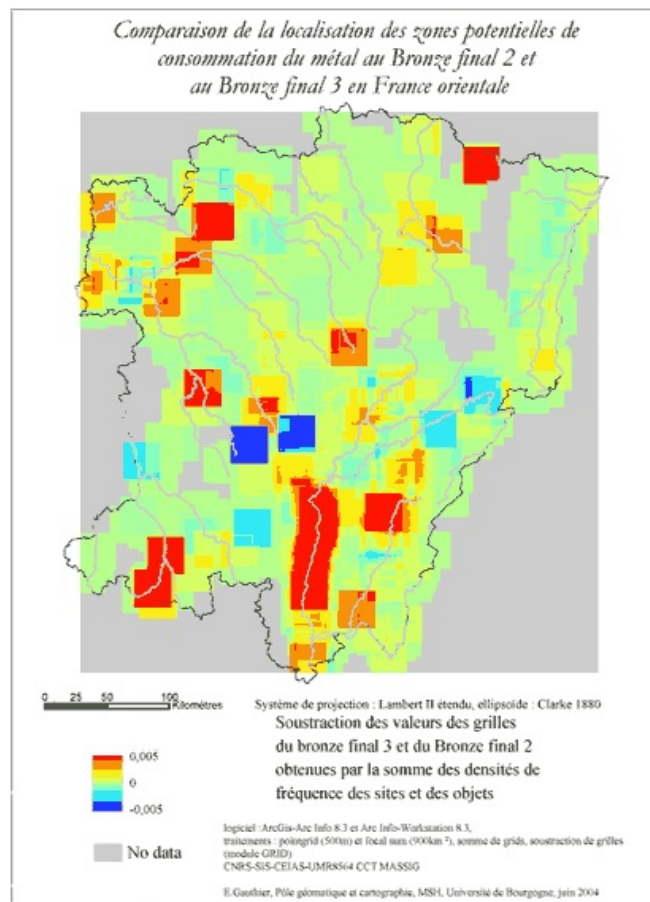 Comparaison de la localisation des zones potentielles de
consommation du métal au Bronze final 2 et
au Bronze final 3 en France orientale
0 25 50 100
Kilomètres
Système de projection : Lambert II étendu, ellipsoïde : Clarke 1880
Soustraction des valeurs des grilles
du bronze final 3 et du Bronze final 2
obtenues par la somme des densités de
fréquence des sites et des objets
0,005
0
-0,005
No data
logiciel :ArcGis-Arc Info 8.3 et Arc Info-Workstation 8.3,
traitements : pointgrid (500m) et focal sum (900km ²), somme de grids, soustraction de grilles
(module GRID)
CNRS-SIS-CEIAS-UMR8564 CCT MASSIG
E.Gauthier, Pôle géomatique et cartographie, MSH, Université de Bourgogne, juin 2004